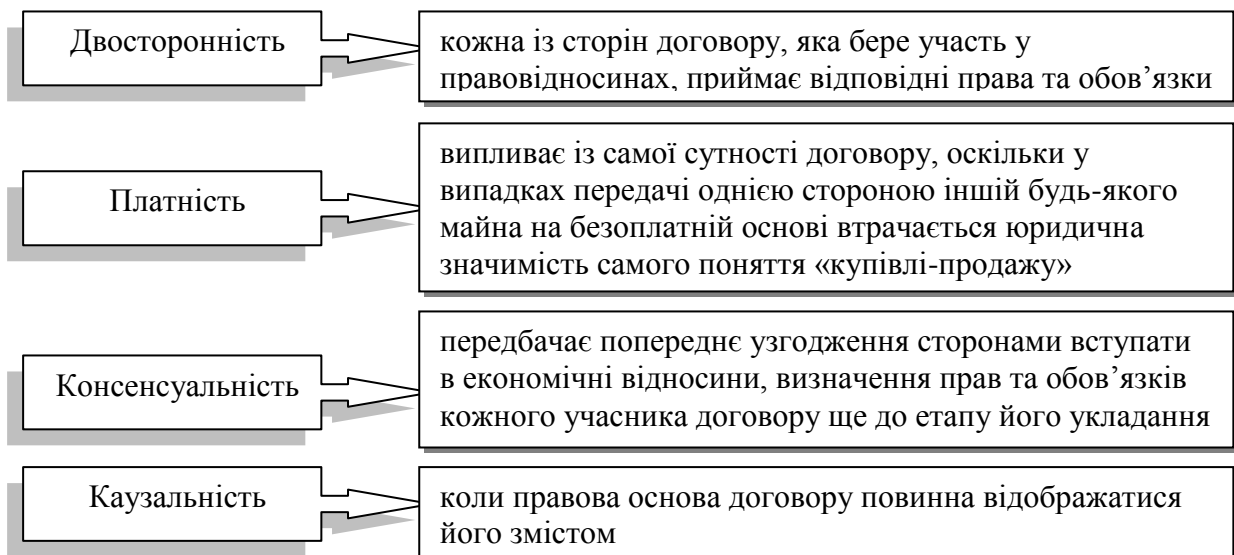 Двосторонність
кожна із сторін договору, яка бере участь у
правовідносинах, приймає відповідні права та обов’язки
Платність
випливає із самої сутності договору, оскільки у
випадках передачі однією стороною іншій будь-якого
майна на безоплатній основі втрачається юридична
значимість самого поняття «купівлі-продажу»
Консенсуальність
передбачає попереднє узгодження сторонами вступати
в економічні відносини, визначення прав та обов’язків
кожного учасника договору ще до етапу його укладання
Каузальність
коли правова основа договору повинна відображатися
його змістом